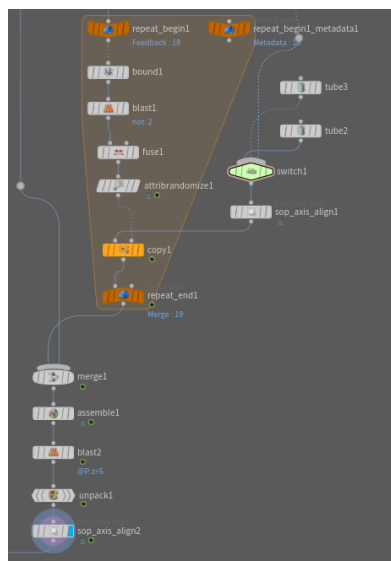 repeat_begin1
Feedback : 18
repeat_begin1_metadata1
bound1
tube3
blast1
not: 2
tube2
fuse1
switch1
attribrandomize1
sop_axis_align1
copy1
repeat_end1
Merge : 19
merge1
assemble1
blast2
@P.z>5
unpack1
sop_axis_align2